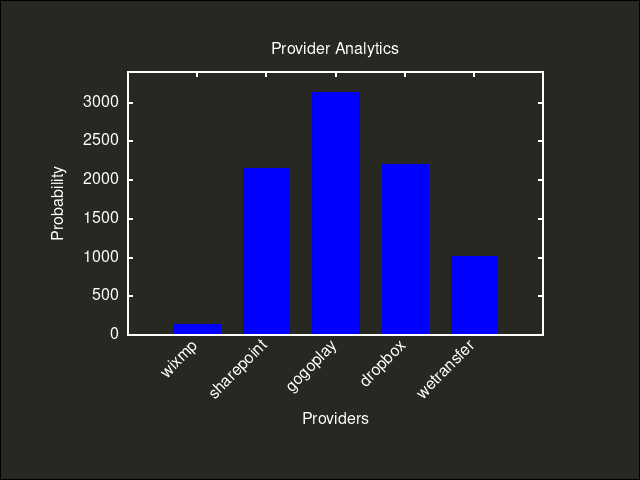 Provider Analytics
3000
2500
2000
1500
1000
500
0
Probability
wixmp
sharepoint
gogoplay
dropbox
wetransfer
Providers